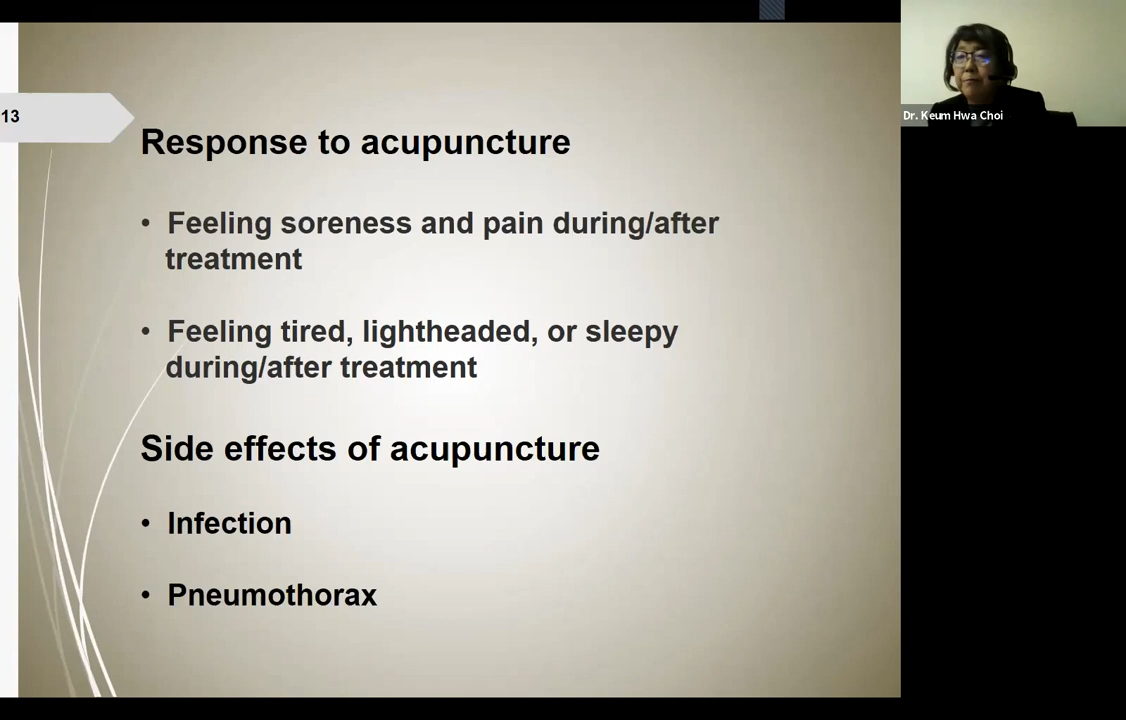 13
Dr. Keum Hwa Choi
Response to acupuncture
• Feeling soreness and pain during/after
treatment
• Feeling tired, lightheaded, or sleepy
during/after treatment
Side effects of acupuncture
• Infection
• Pneumothorax